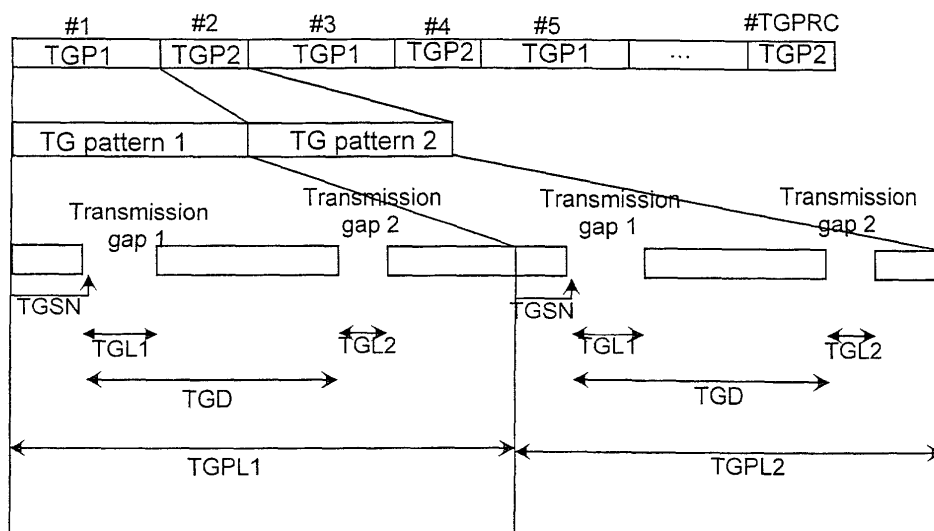 #1 #2 #3 #4 #5 #TGPRC
TGP1 TGP2 TGP1 TGP2 TGP1 ... TGP2
TG pattern 1 TG pattern 2
Transmission gap 1
Transmission gap 2
Transmission gap 1
Transmission gap 2
TGSN TGSN
TGL1 TGL2 TGL1 TGL2
TGD TGD
TGPL1 TGPL2